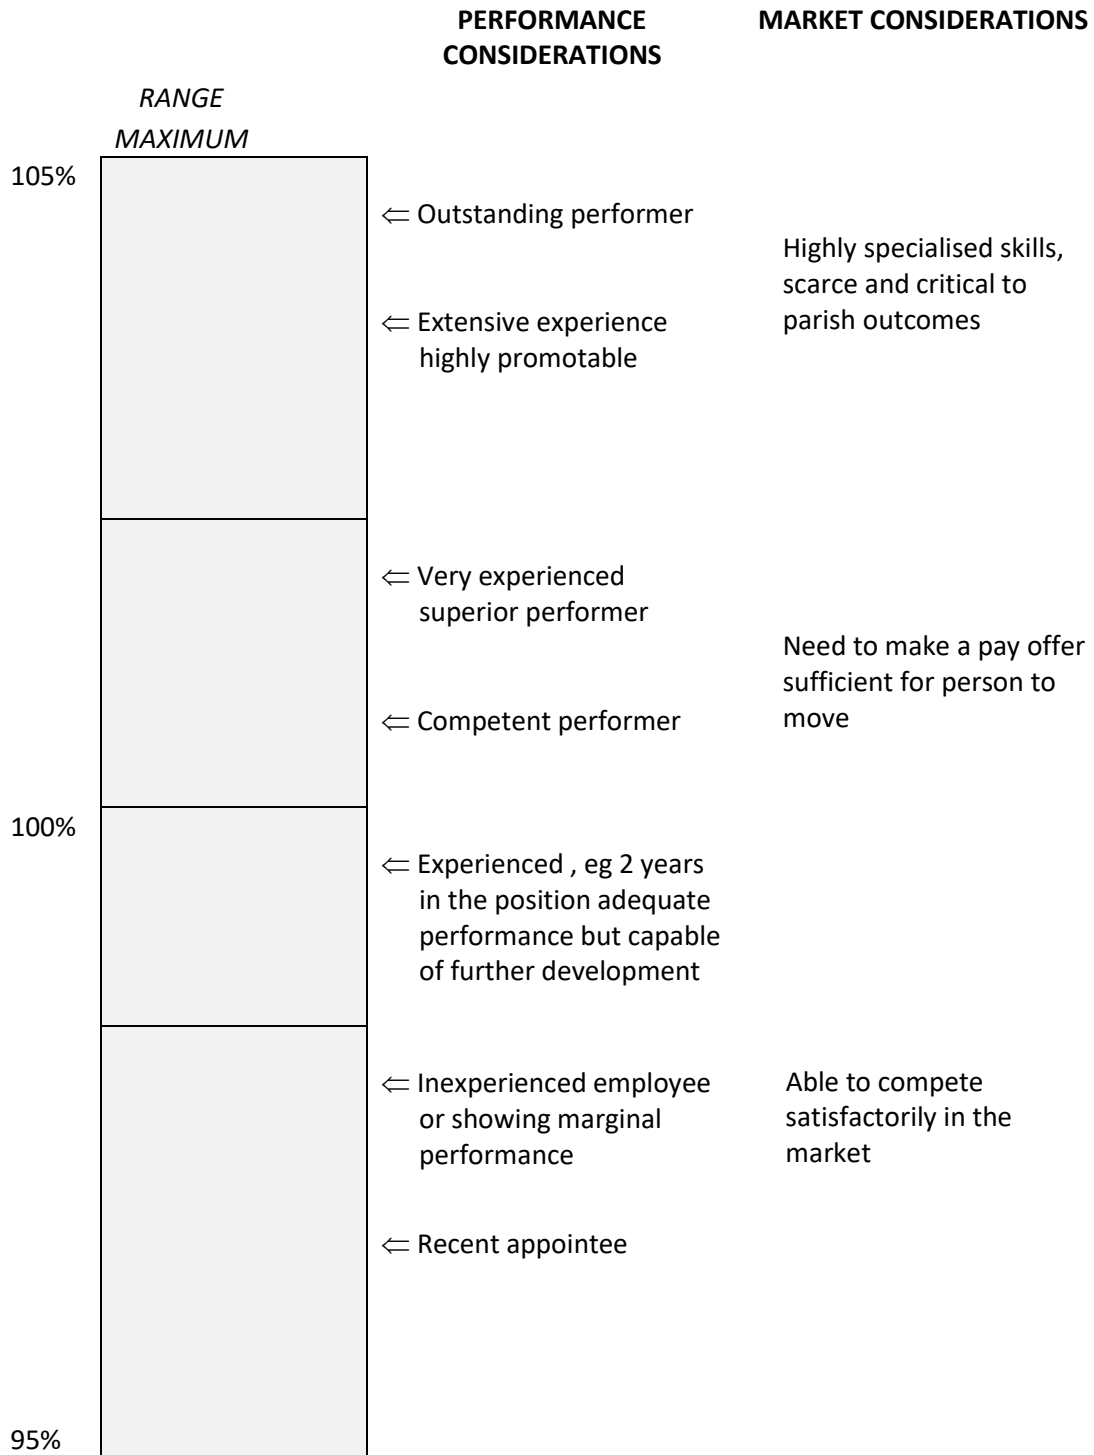 PERFORMANCE
CONSIDERATIONS
MARKET CONSIDERATIONS
RANGE
MAXIMUM
105%
⇐ Outstanding performer
Highly specialised skills,
scarce and critical to
parish outcomes
⇐ Extensive experience
highly promotable
⇐ Very experienced
superior performer
Need to make a pay offer
sufficient for person to
move
⇐ Competent performer
100%
⇐ Experienced , eg 2 years
in the position adequate
performance but capable
of further development
⇐ Inexperienced employee
or showing marginal
performance
Able to compete
satisfactorily in the
market
⇐ Recent appointee
95%